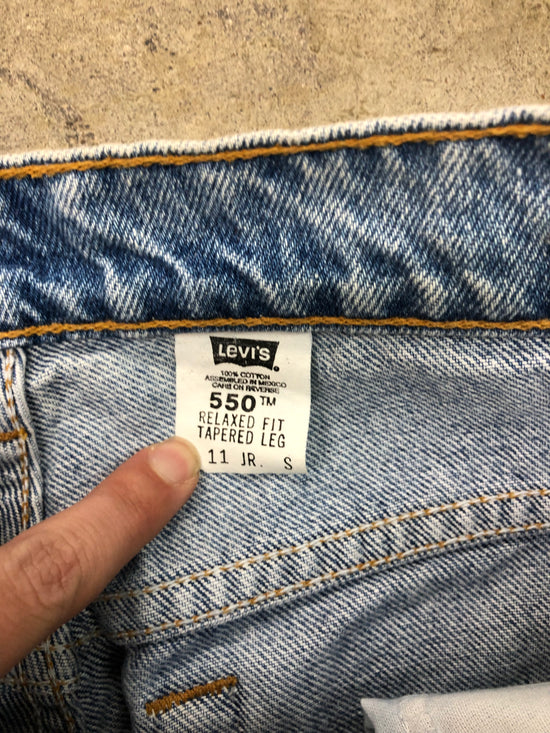 LEVI'S
100% COTTON
ASSEMBLED IN MEXICO
CARE ON REVERSE
550™
RELAXED FIT
TAPERED LEG
11 JR. S